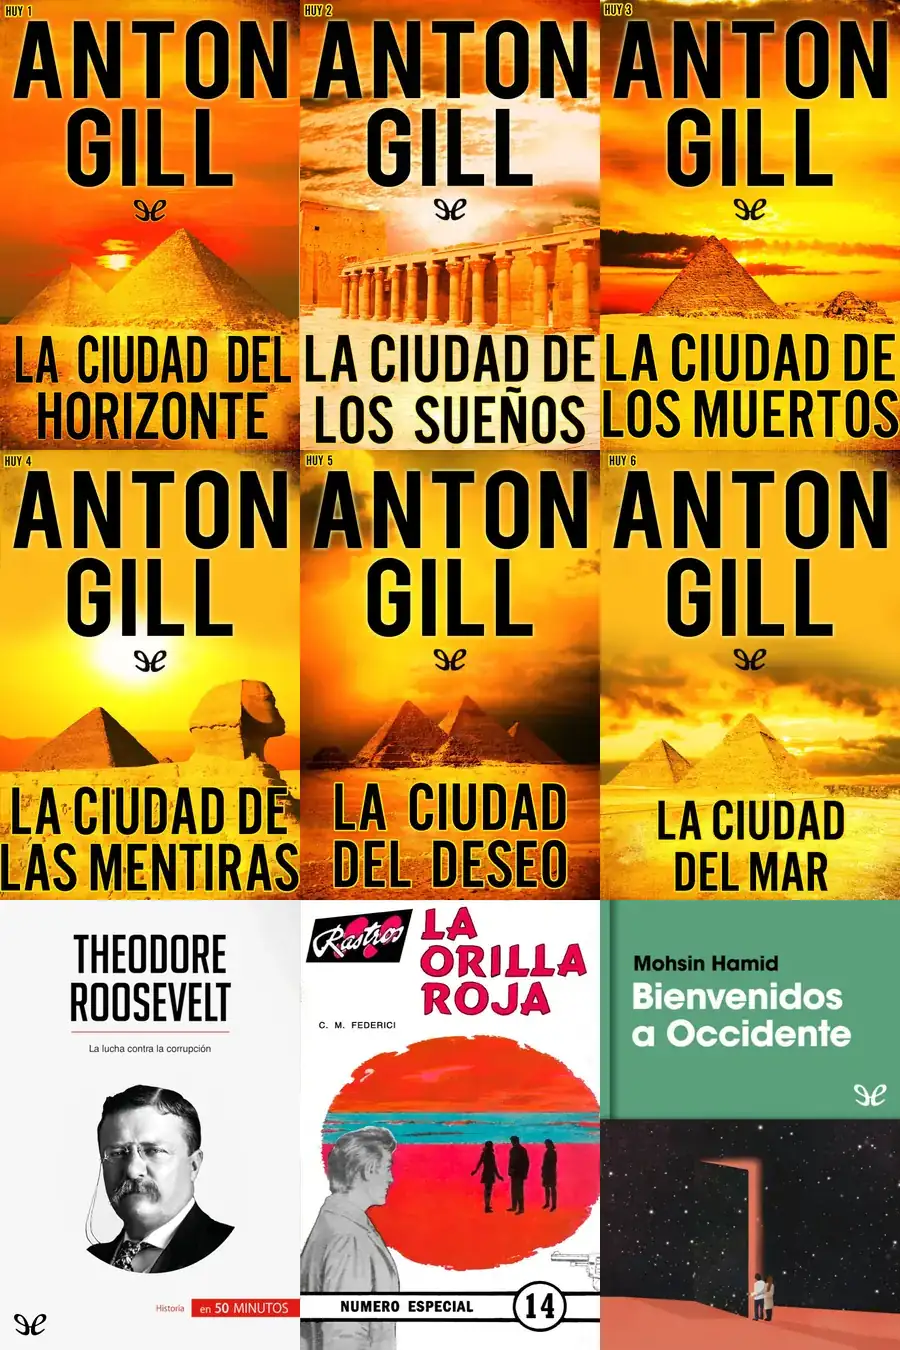 HUY 1
ANTON
GILL
LA CIUDAD DEL
HORIZONTE
HUY 2
ANTON
GILL
LA CIUDAD DE
LOS SUEÑOS
HUY 3
ANTON
GILL
LA CIUDAD DE
LOS MUERTOS
HUY 4
ANTON
GILL
LA CIUDAD DE
LAS MENTIRAS
HUY 5
ANTON
GILL
LA CIUDAD
DEL DESEO
HUY 6
ANTON
GILL
LA CIUDAD
DEL MAR
THEODORE
ROOSEVELT
La lucha contra la corrupción
Historia en 50 MINUTOS
Rastros
LA
ORILLA
ROJA
C. M. FEDERICI
NUMERO ESPECIAL 14
Mohsin Hamid
Bienvenidos
a Occidente